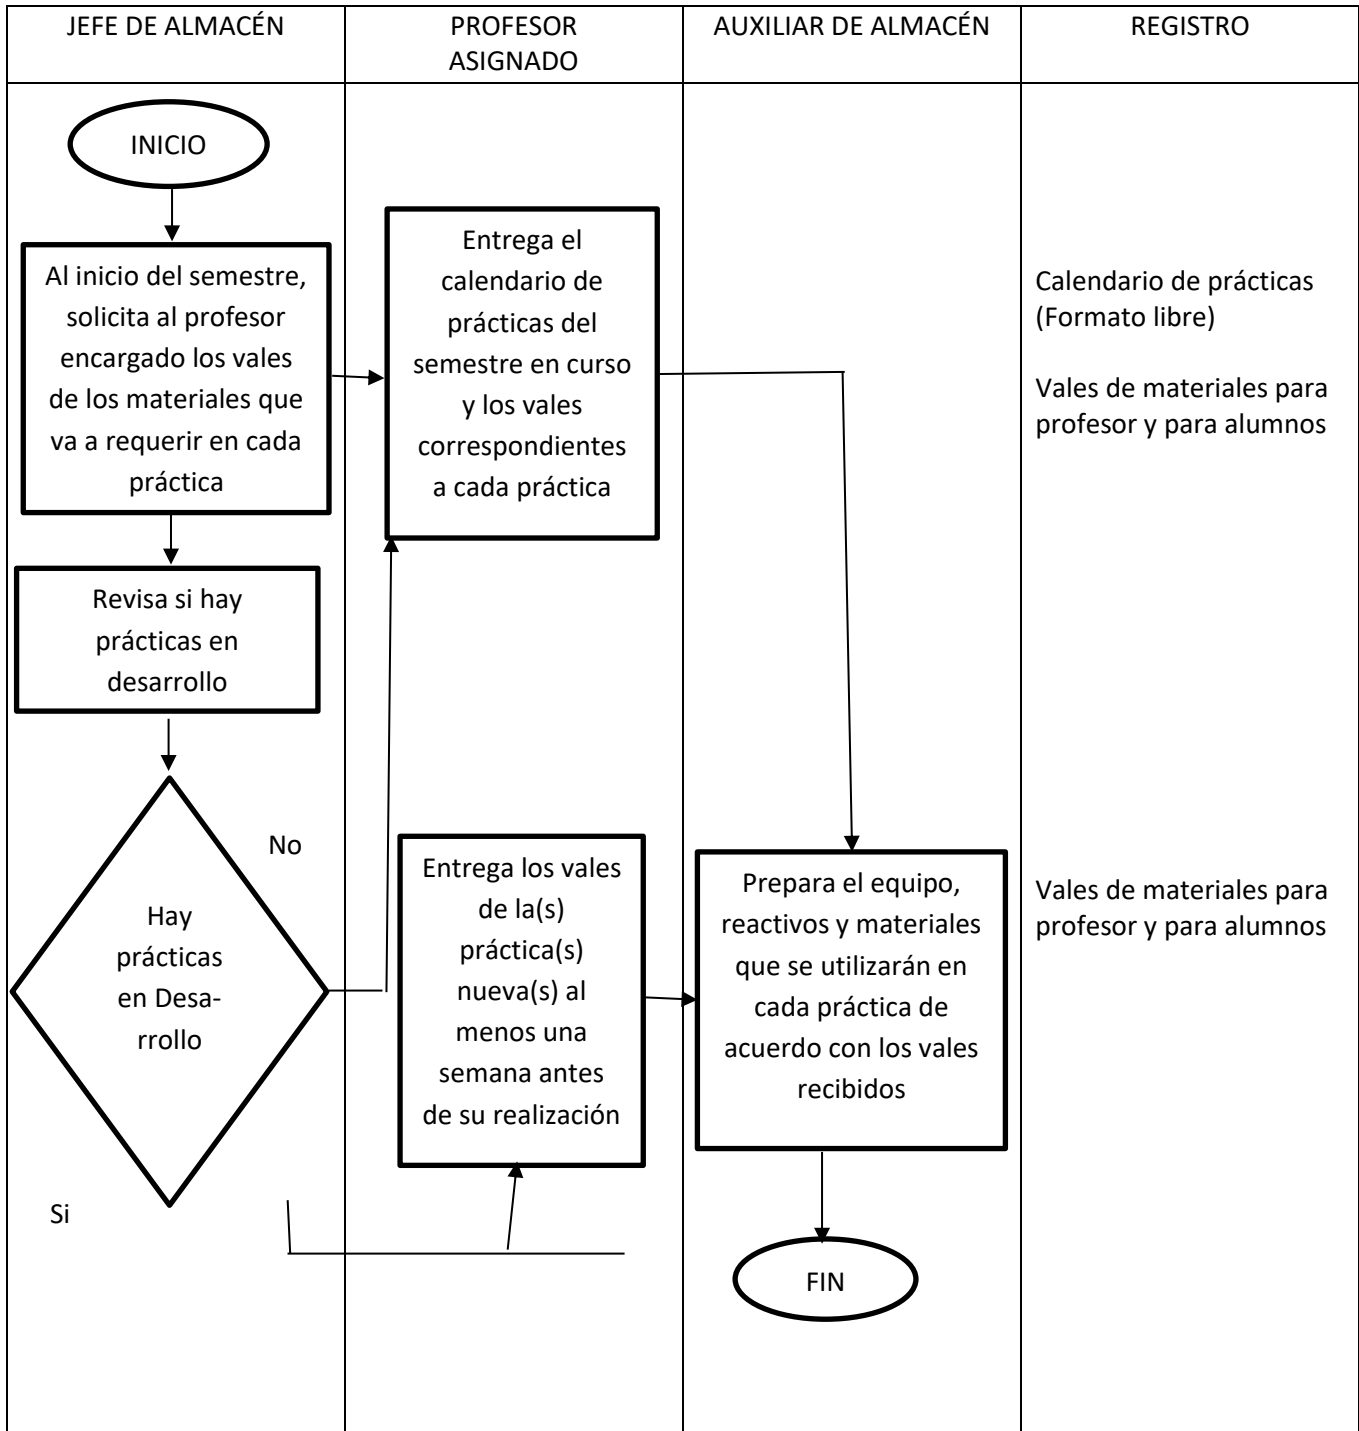 JEFE DE ALMACÉN
PROFESOR
ASIGNADO
AUXILIAR DE ALMACÉN
REGISTRO
INICIO
Al inicio del semestre,
solicita al profesor
encargado los vales
de los materiales que
va a requerir en cada
práctica
Entrega el
calendario de
prácticas del
semestre en curso
y los vales
correspondientes
a cada práctica
Calendario de prácticas
(Formato libre)
Vales de materiales para
profesor y para alumnos
Revisa si hay
prácticas en
desarrollo
No
Hay
prácticas
en Desa-
rrollo
Si
Entrega los vales
de la(s)
práctica(s)
nueva(s) al
menos una
semana antes
de su realización
Prepara el equipo,
reactivos y materiales
que se utilizarán en
cada práctica de
acuerdo con los vales
recibidos
Vales de materiales para
profesor y para alumnos
FIN